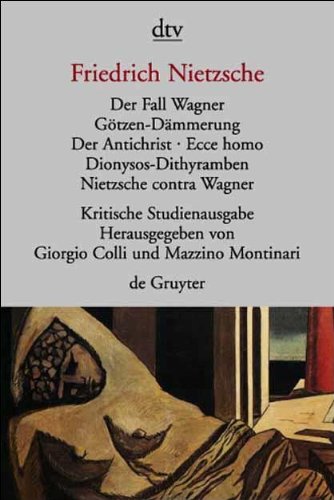 dtv
Friedrich Nietzsche
Der Fall Wagner
Götzen-Dämmerung
Der Antichrist · Ecce homo
Dionysos-Dithyramben
Nietzsche contra Wagner
Kritische Studienausgabe
Herausgegeben von
Giorgio Colli und Mazzino Montinari
de Gruyter